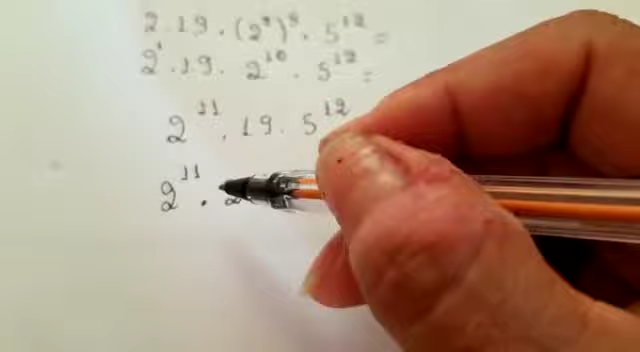 2 . 19 . (2²)⁵ . 5¹² =
2¹ . 19 . 2¹⁰ . 5¹² =
2¹¹ . 19 . 5¹²
2¹¹ .